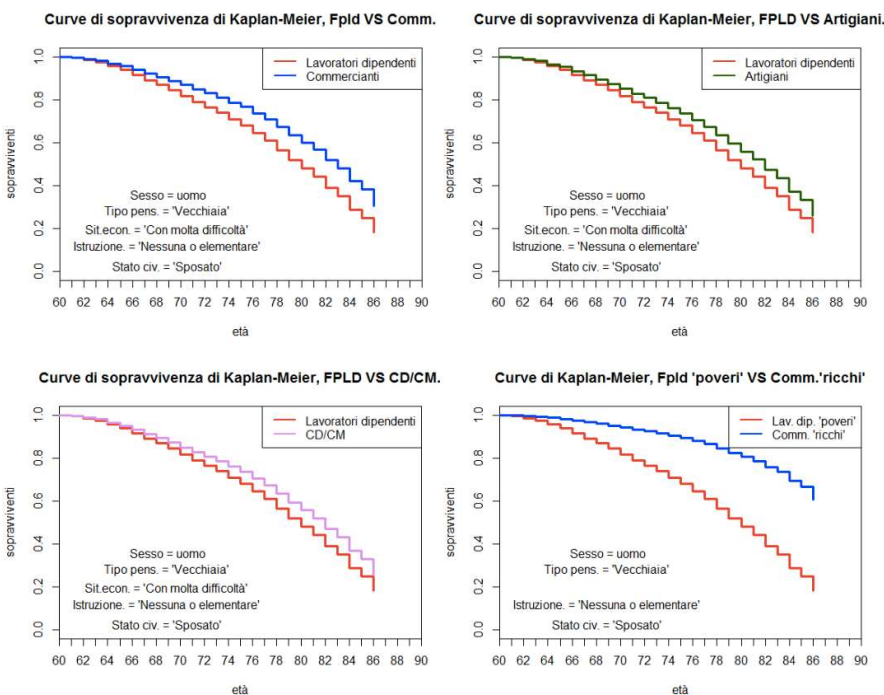 Curve di sopravvivenza di Kaplan-Meier, Fpld VS Comm.
sopravviventi
1.0
0.8
0.6
0.4
0.2
0.0
Lavoratori dipendenti
Commercianti
Sesso = uomo
Tipo pens. = 'Vecchiaia'
Sit.econ. = 'Con molta difficoltà'
Istruzione. = 'Nessuna o elementare'
Stato civ. = 'Sposato'
60 62 64 66 68 70 72 74 76 78 80 82 84 86 88 90
età
Curve di sopravvivenza di Kaplan-Meier, FPLD VS Artigiani.
sopravviventi
1.0
0.8
0.6
0.4
0.2
0.0
Lavoratori dipendenti
Artigiani
Sesso = uomo
Tipo pens. = 'Vecchiaia'
Sit.econ. = 'Con molta difficoltà'
Istruzione. = 'Nessuna o elementare'
Stato civ. = 'Sposato'
60 62 64 66 68 70 72 74 76 78 80 82 84 86 88 90
età
Curve di sopravvivenza di Kaplan-Meier, FPLD VS CD/CM.
sopravviventi
1.0
0.8
0.6
0.4
0.2
0.0
Lavoratori dipendenti
CD/CM
Sesso = uomo
Tipo pens. = 'Vecchiaia'
Sit.econ. = 'Con molta difficoltà'
Istruzione. = 'Nessuna o elementare'
Stato civ. = 'Sposato'
60 62 64 66 68 70 72 74 76 78 80 82 84 86 88 90
età
Curve di Kaplan-Meier, Fpld 'poveri' VS Comm.'ricchi'
sopravviventi
1.0
0.8
0.6
0.4
0.2
0.0
Lav. dip. 'poveri'
Comm. 'ricchi'
Sesso = uomo
Tipo pens. = 'Vecchiaia'
Istruzione. = 'Nessuna o elementare'
Stato civ. = 'Sposato'
60 62 64 66 68 70 72 74 76 78 80 82 84 86 88 90
età